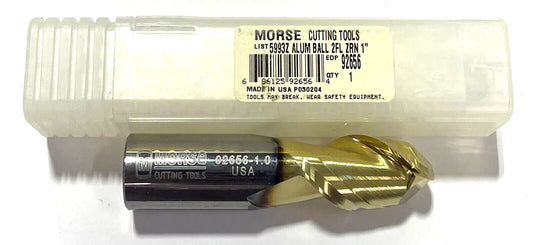 MORSE CUTTING TOOLS
LIST 5993Z ALUM BALL 2FL ZRN 1"
EDP 92656
6 96125 92656 4
QTY 1
MADE IN USA P030204
TOOLS MAY BREAK. WEAR SAFETY EQUIPMENT.
M MORSE 92656-1.0
CUTTING TOOLS USA